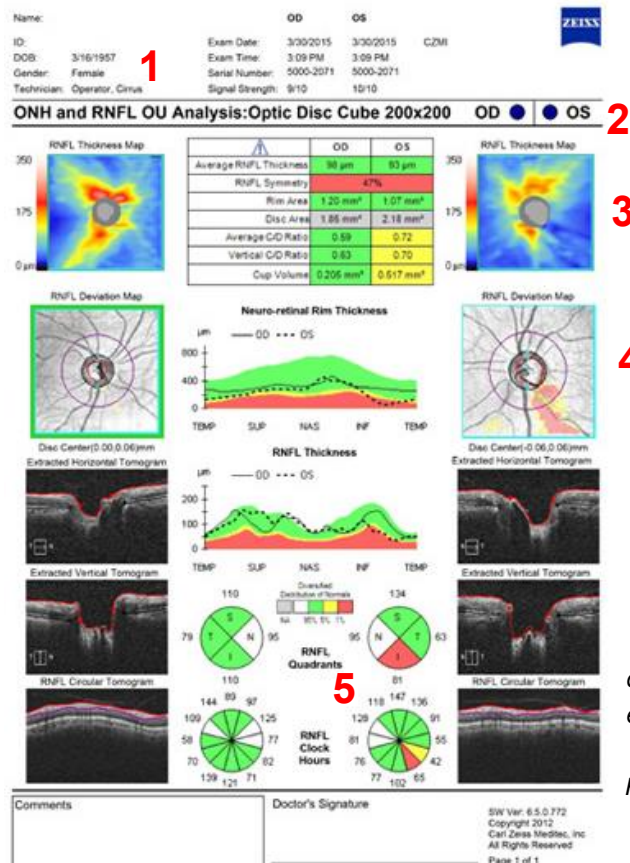 Name: OD OS ZEISS
ID: Exam Date: 3/30/2015 3/30/2015 CZMI
DOB: 3/16/1957 Exam Time: 3:09 PM 3:09 PM
Gender: Female Serial Number: 5000-2071 5000-2071
Technician: Operator, Cirrus Signal Strength: 9/10 10/10
1
ONH and RNFL OU Analysis:Optic Disc Cube 200x200 OD OS
2
RNFL Thickness Map RNFL Thickness Map
350 350
175 175
0 µm 0 µm
3
OD OS
Average RNFL Thickness 98 µm 93 µm
RNFL Symmetry 47%
Rim Area 1.20 mm² 1.07 mm²
Disc Area 1.86 mm² 2.18 mm²
Average C/D Ratio 0.59 0.72
Vertical C/D Ratio 0.63 0.70
Cup Volume 0.205 mm³ 0.517 mm³
RNFL Deviation Map RNFL Deviation Map
4
Neuro-retinal Rim Thickness
µm OD OS
800
400
0
TEMP SUP NAS INF TEMP
Disc Center(0.00,0.06)mm Disc Center(-0.06,0.06)mm
Extracted Horizontal Tomogram Extracted Horizontal Tomogram
RNFL Thickness
µm OD OS
200
100
0
TEMP SUP NAS INF TEMP
Extracted Vertical Tomogram Extracted Vertical Tomogram
Diversified
Distribution of Normals
NA 95% 5% 1%
110 134
S S
79 T N 95 95 N T 63
I I
110 81
RNFL
Quadrants
5
RNFL Circular Tomogram RNFL Circular Tomogram
RNFL
Clock
Hours
144 89 97 118 147 136
109 125 128 91
58 77 81 55
70 82 76 42
139 121 71 77 102 65
Comments Doctor's Signature
SW Ver: 6.5.0.772
Copyright 2012
Carl Zeiss Meditec, Inc
All Rights Reserved
Page 1 of 1